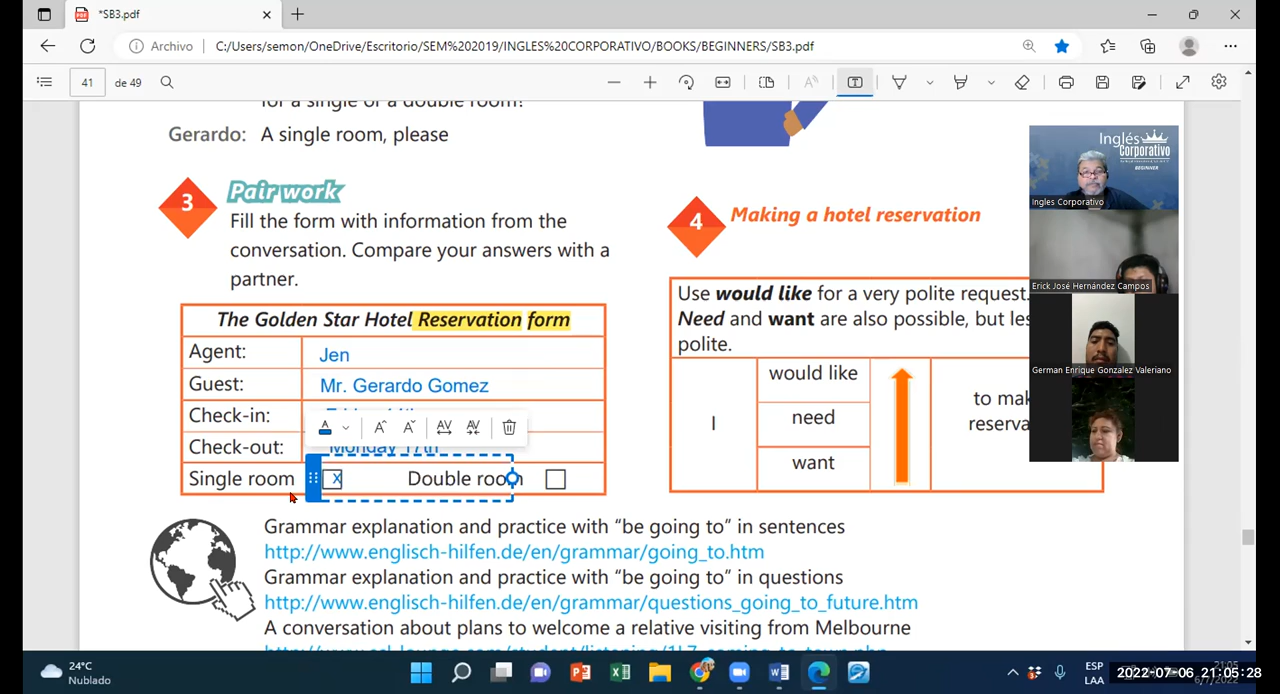 *SB3.pdf
Archivo
C:/Users/semon/OneDrive/Escritorio/SEM%202019/INGLES%20CORPORATIVO/BOOKS/BEGINNERS/SB3.pdf
41 de 49
for a single or a double room?
Gerardo: A single room, please
3
Pair work
Fill the form with information from the
conversation. Compare your answers with a
partner.
The Golden Star Hotel Reservation form
Agent: Jen
Guest: Mr. Gerardo Gomez
Check-in:
Check-out: Monday 17th
Single room X Double room
4
Making a hotel reservation
Use would like for a very polite request.
Need and want are also possible, but les
polite.
I
would like
need
want
to mak
reserva
Grammar explanation and practice with “be going to” in sentences
http://www.englisch-hilfen.de/en/grammar/going_to.htm
Grammar explanation and practice with “be going to” in questions
http://www.englisch-hilfen.de/en/grammar/questions_going_to_future.htm
A conversation about plans to welcome a relative visiting from Melbourne
Inglés
Corporativo
BEGINNER
Ingles Corporativo
Erick José Hernández Campos
German Enrique Gonzalez Valeriano
24°C
Nublado
ESP
LAA
2022-07-06 21:05:28